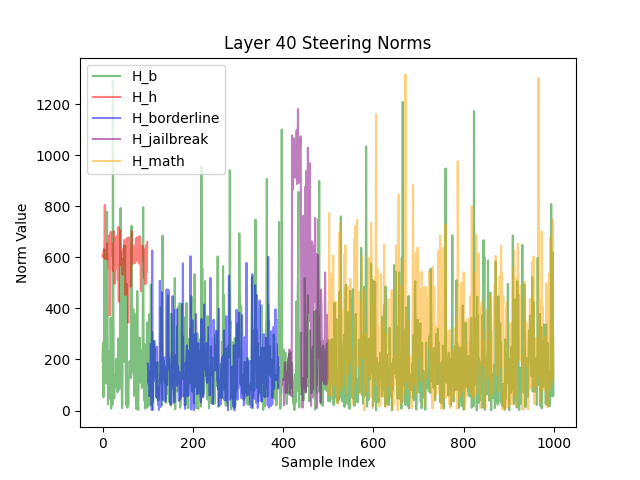 Layer 40 Steering Norms
H_b
H_h
H_borderline
H_jailbreak
H_math
Norm Value
1200
1000
800
600
400
200
0
0 200 400 600 800 1000
Sample Index